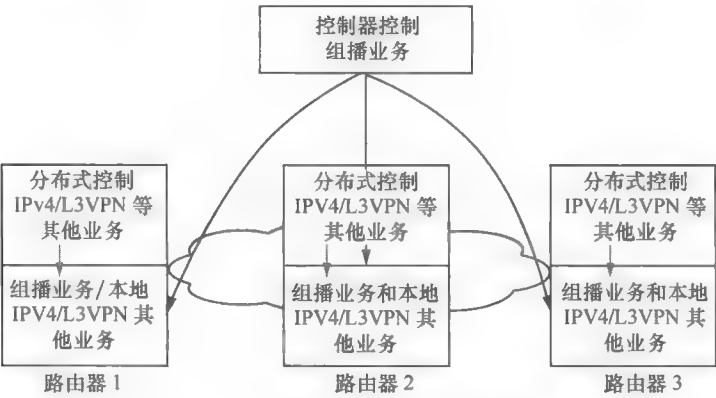 控制器控制
组播业务
分布式控制
IPv4/L3VPN 等
其他业务
组播业务/本地
IPV4/L3VPN 其
他业务
路由器 1
分布式控制
IPV4/L3VPN 等
其他业务
组播业务和本地
IPV4/L3VPN 其
他业务
路由器 2
分布式控制
IPV4/L3VPN 等
其他业务
组播业务和本地
IPV4/L3VPN 其
他业务
路由器 3